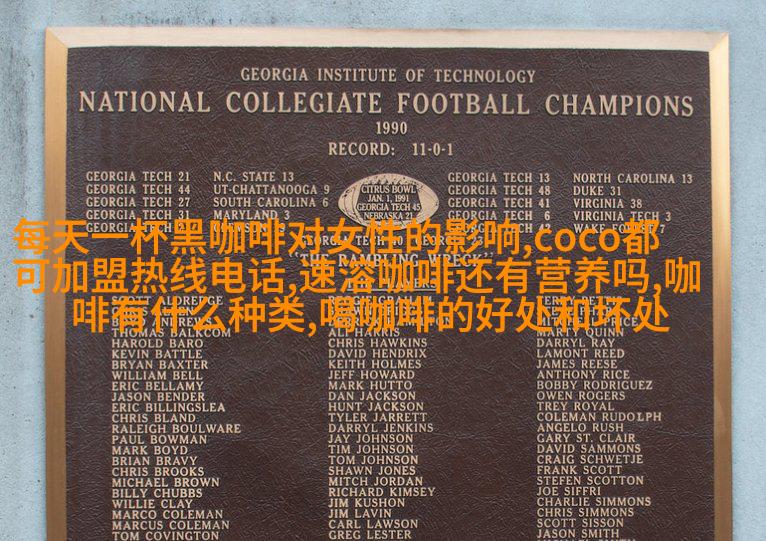 GEORGIA INSTITUTE OF TECHNOLOGY
NATIONAL COLLEGIATE FOOTBALL CHAMPIONS
1990
RECORD: 11-0-1
GEORGIA TECH 21 N.C. STATE 13
GEORGIA TECH 44 UT-CHATTANOOGA 9
GEORGIA TECH 27 SOUTH CAROLINA 6
GEORGIA TECH 31 MARYLAND 3
CITRUS BOWL
JAN. 1, 1991
GEORGIA TECH 45
NEBRASKA 21
GEORGIA TECH 13 NORTH CAROLINA 13
GEORGIA TECH 48 DUKE 31
GEORGIA TECH 41 VIRGINIA 38
GEORGIA TECH 6 VIRGINIA TECH 3
42 WAKE FOREST 7
每天一杯黑咖啡对女性的影响,coco都
可加盟热线电话,速溶咖啡还有营养吗,咖
啡有什么种类,喝咖啡的好处和坏处
"THE RAMBLING WRECK"
SCOTT ALDREDGE
THOMAS BALKCOM
HAROLD BARO
KEVIN BATTLE
BRYAN BAXTER
WILLIAM BELL
ERIC BELLAMY
JASON BENDER
ERIC BILLINGSLEA
CHRIS BLAND
RALEIGH BOULWARE
PAUL BOWMAN
MARK BOYD
BRIAN BRAVY
CHRIS BROOKS
MICHAEL BROWN
BILLY CHUBBS
WILLIE CLAY
MARCO COLEMAN
MARCUS COLEMAN
TOM COVINGTON
CHRIS HAWKINS
DAVID HENDRIX
KEITH HOLMES
JEFF HOWARD
MARK HUTTO
DAN JACKSON
HUNT JACKSON
TYLER JARRETT
DARRYL JENKINS
JAY JOHNSON
TIM JOHNSON
TOM JOHNSON
SHAWN JONES
MITCH JORDAN
RICHARD KIMSEY
JIM KUSHON
JIM LAVIN
CARL LAWSON
GREG LESTER
MARTY QUINN
DARRYL RAY
LAMONT REED
JAMES REESE
ANTHONY RICE
BOBBY RODRIGUEZ
OWEN ROGERS
TREY ROYAL
COLEMAN RUDOLPH
ANGELO RUSH
GARY ST. CLAIR
DAVID SAMMONS
CRAIG SCHWETJE
FRANK SCOTT
STEFEN SCOTTON
JOE SIFFRI
CHARLIE SIMMONS
CHRIS SIMMONS
SCOTT SISSON
JASON SMITH